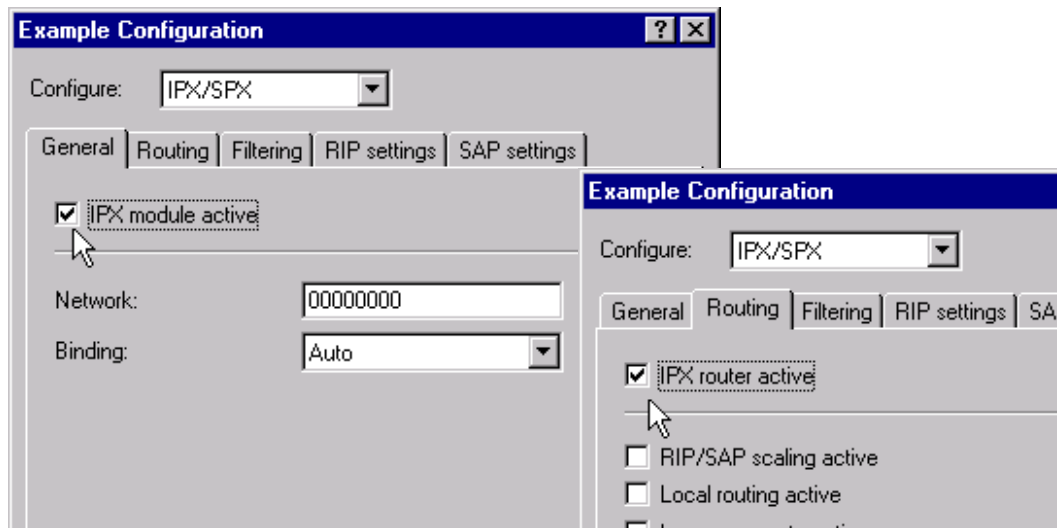 Example Configuration
Configure: IPX/SPX
General Routing Filtering RIP settings SAP settings
IPX module active
Network: 00000000
Binding: Auto
Example Configuration
Configure: IPX/SPX
General Routing Filtering RIP settings SA
IPX router active
RIP/SAP scaling active
Local routing active